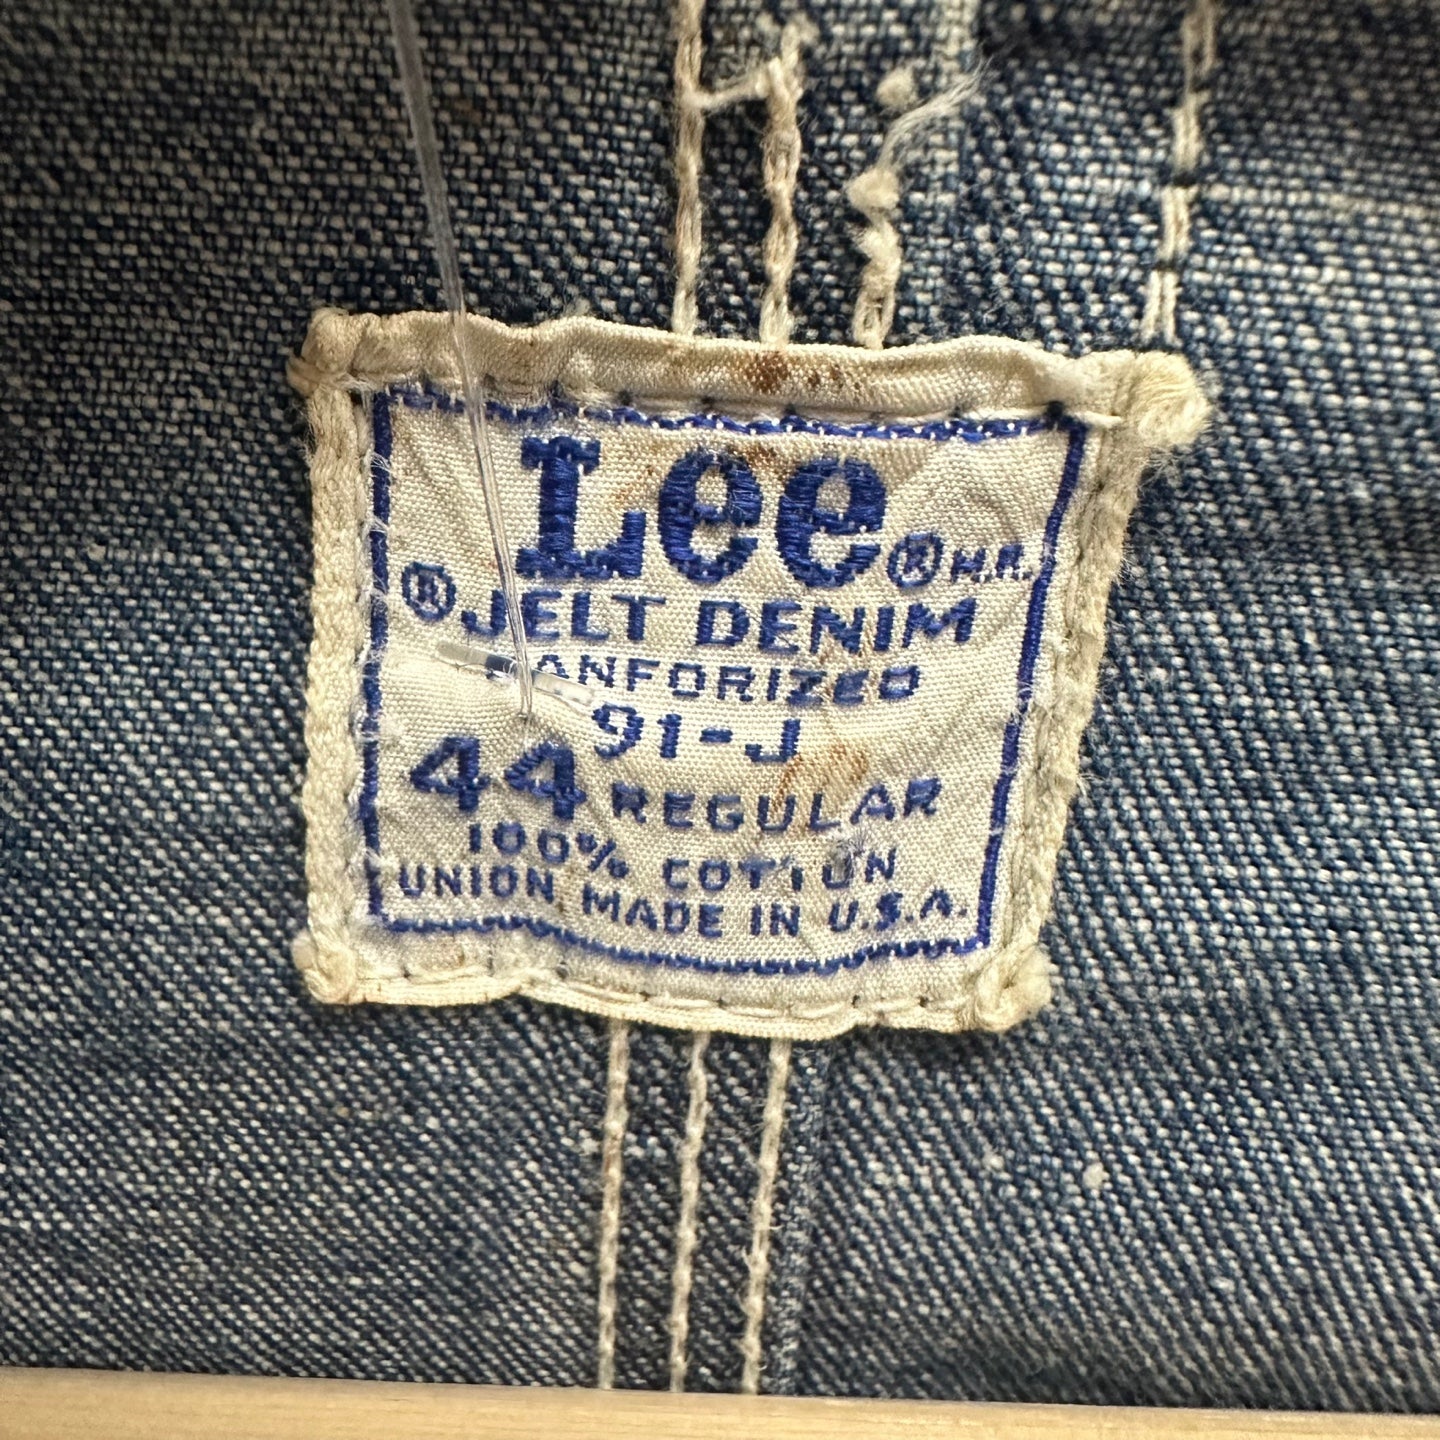 Lee ® M.R.
® JELT DENIM
SANFORIZED
91-J
44 REGULAR
100% COTTON
UNION MADE IN U.S.A.